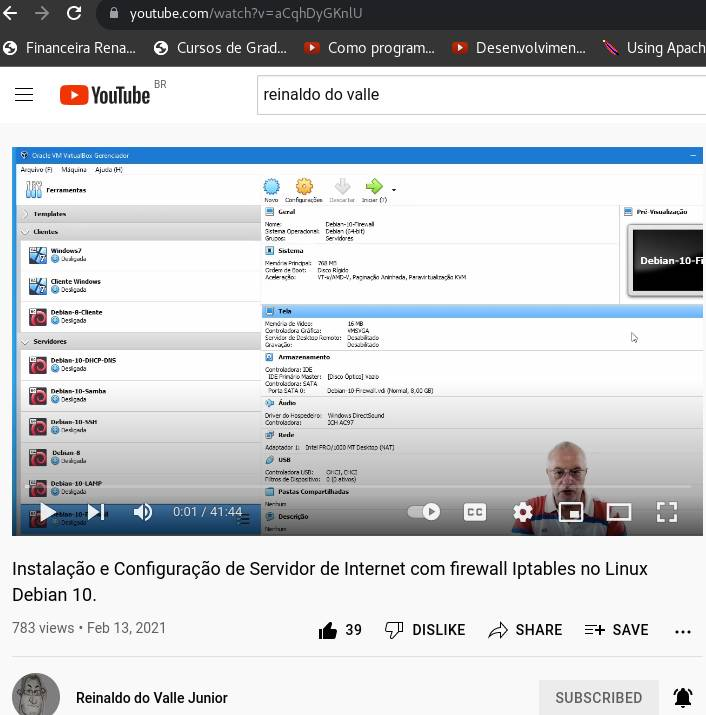 youtube.com/watch?v=aCqhDyGKnlU
Financeira Rena... Cursos de Grad... Como program... Desenvolvimen... Using Apach
YouTube BR
reinaldo do valle
Oracle VM VirtualBox Gerenciador
Arquivo (F) Máquina Ajuda (H)
Ferramentas
Novo Configurações Descartar Iniciar (T)
Templates
Clientes
Windows7
Desligada
Cliente Windows
Desligada
Debian-8-Cliente
Desligada
Servidores
Debian-10-DHCP-DNS
Desligada
Debian-10-Samba
Desligada
Debian-10-SSH
Desligada
Debian-8
Desligada
Debian-10-LAMP
Desligada
Geral
Nome: Debian-10-Firewall
Sistema Operacional: Debian (64-bit)
Grupos: Servidores
Sistema
Memória Principal: 768 MB
Ordem de Boot: Disco Rígido
Aceleração: VT-x/AMD-V, Paginação Aninhada, Paravirtualização KVM
Pré-Visualização
Debian-10-Fi
Tela
Memória de Vídeo: 16 MB
Controladora Gráfica: VMSVGA
Servidor de Desktop Remoto: Desabilitado
Gravação: Desabilitado
Armazenamento
Controladora: IDE
IDE Primário Master: [Disco Óptico] Vazio
Controladora: SATA
Porta SATA 0: Debian-10-Firewall.vdi (Normal, 8,00 GB)
Áudio
Driver do Hospedeiro: Windows DirectSound
Controladora: ICH AC97
Rede
Adaptador 1: Intel PRO/1000 MT Desktop (NAT)
USB
Controladora USB: OHCI, EHCI
Filtros de Dispositivo: 0 (0 ativos)
Pastas Compartilhadas
Nenhum
Descrição
Nenhum
0:01 / 41:44
CC
Instalação e Configuração de Servidor de Internet com firewall Iptables no Linux
Debian 10.
783 views • Feb 13, 2021 39 DISLIKE SHARE SAVE ...
Reinaldo do Valle Junior SUBSCRIBED